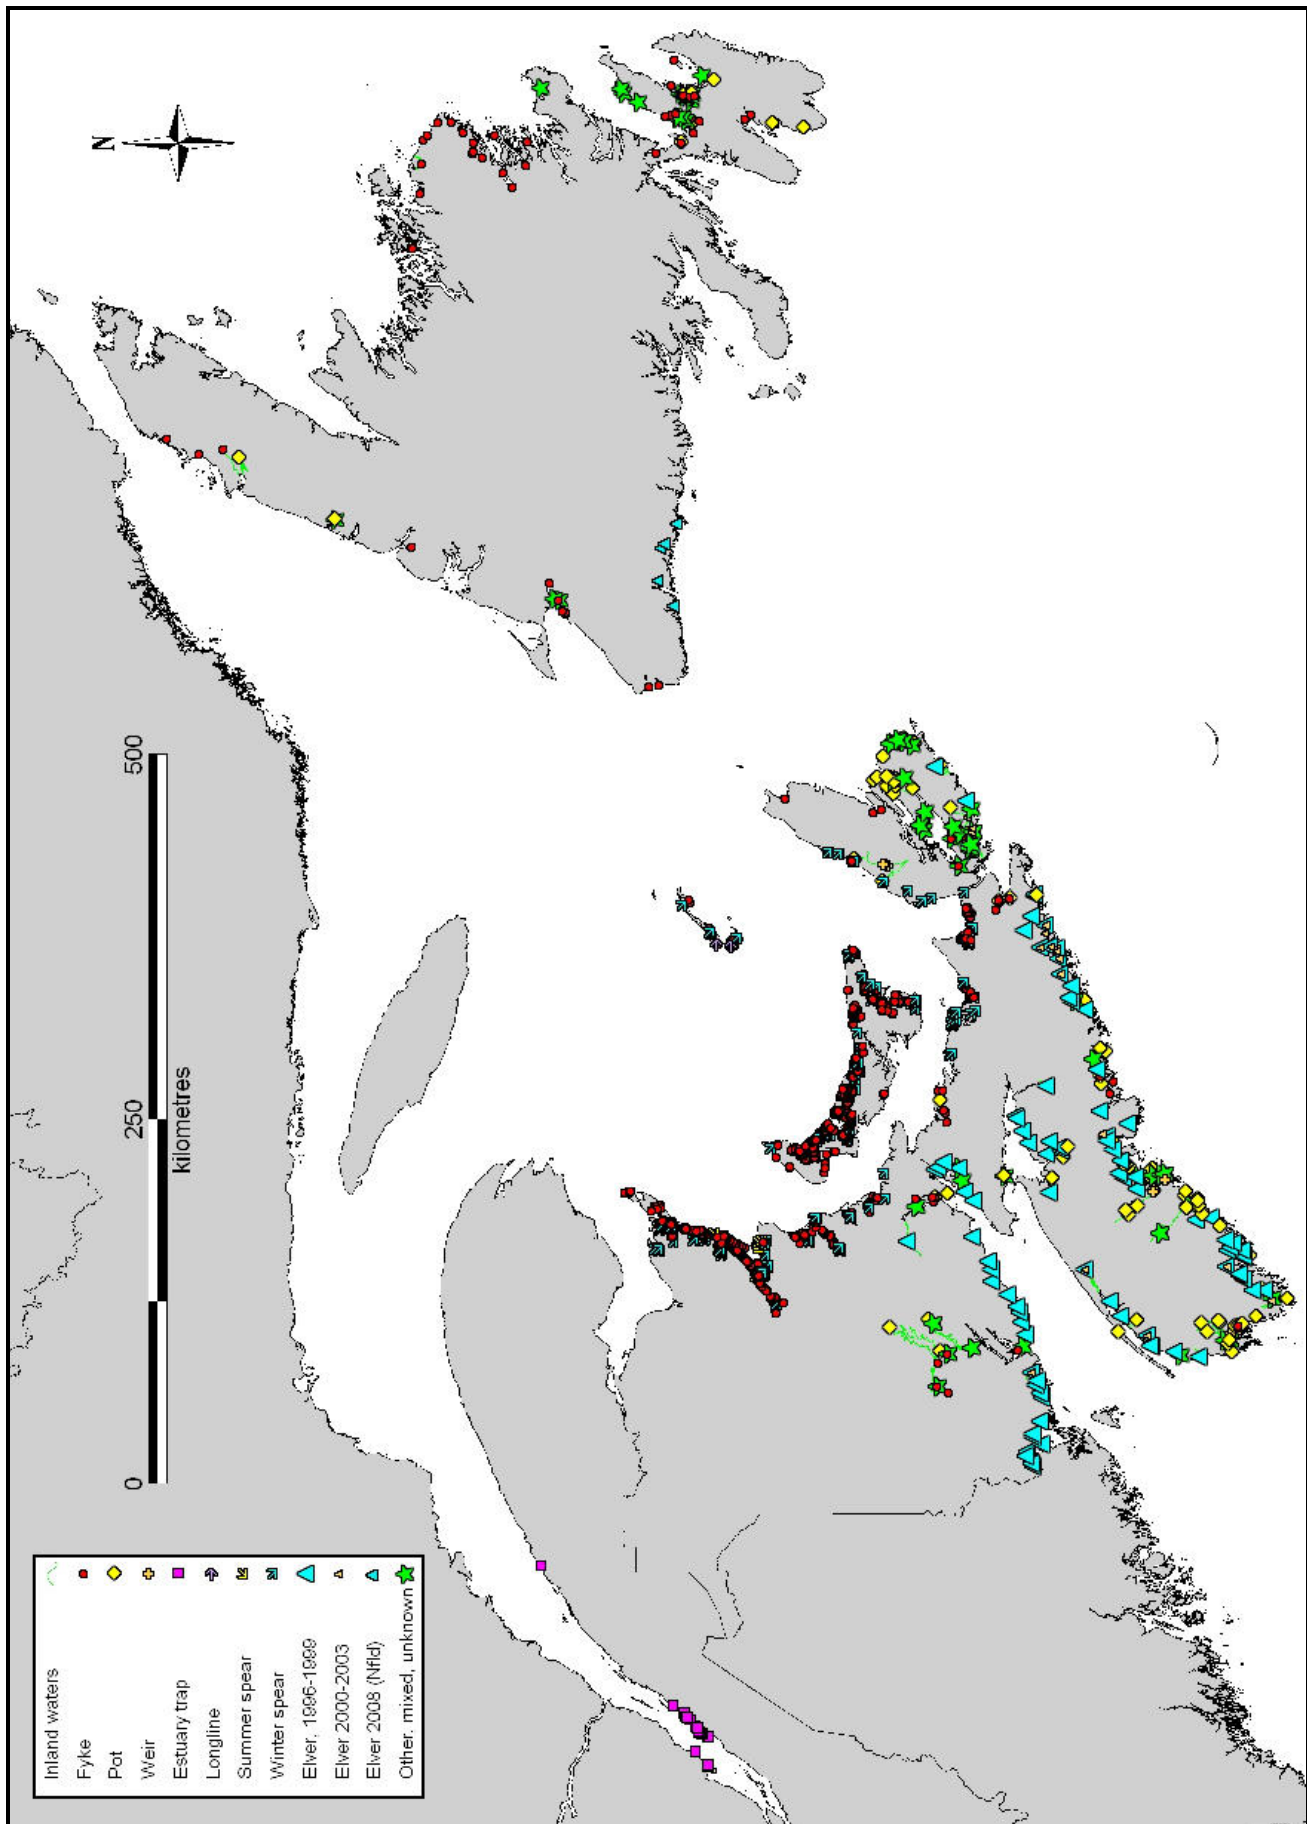 N
0 250 500
kilometres
Inland waters
Fyke
Pot
Weir
Estuary trap
Longline
Summer spear
Winter spear
Elver, 1996-1999
Elver 2000-2003
Elver 2008 (Nfld)
Other. mixed, unknown